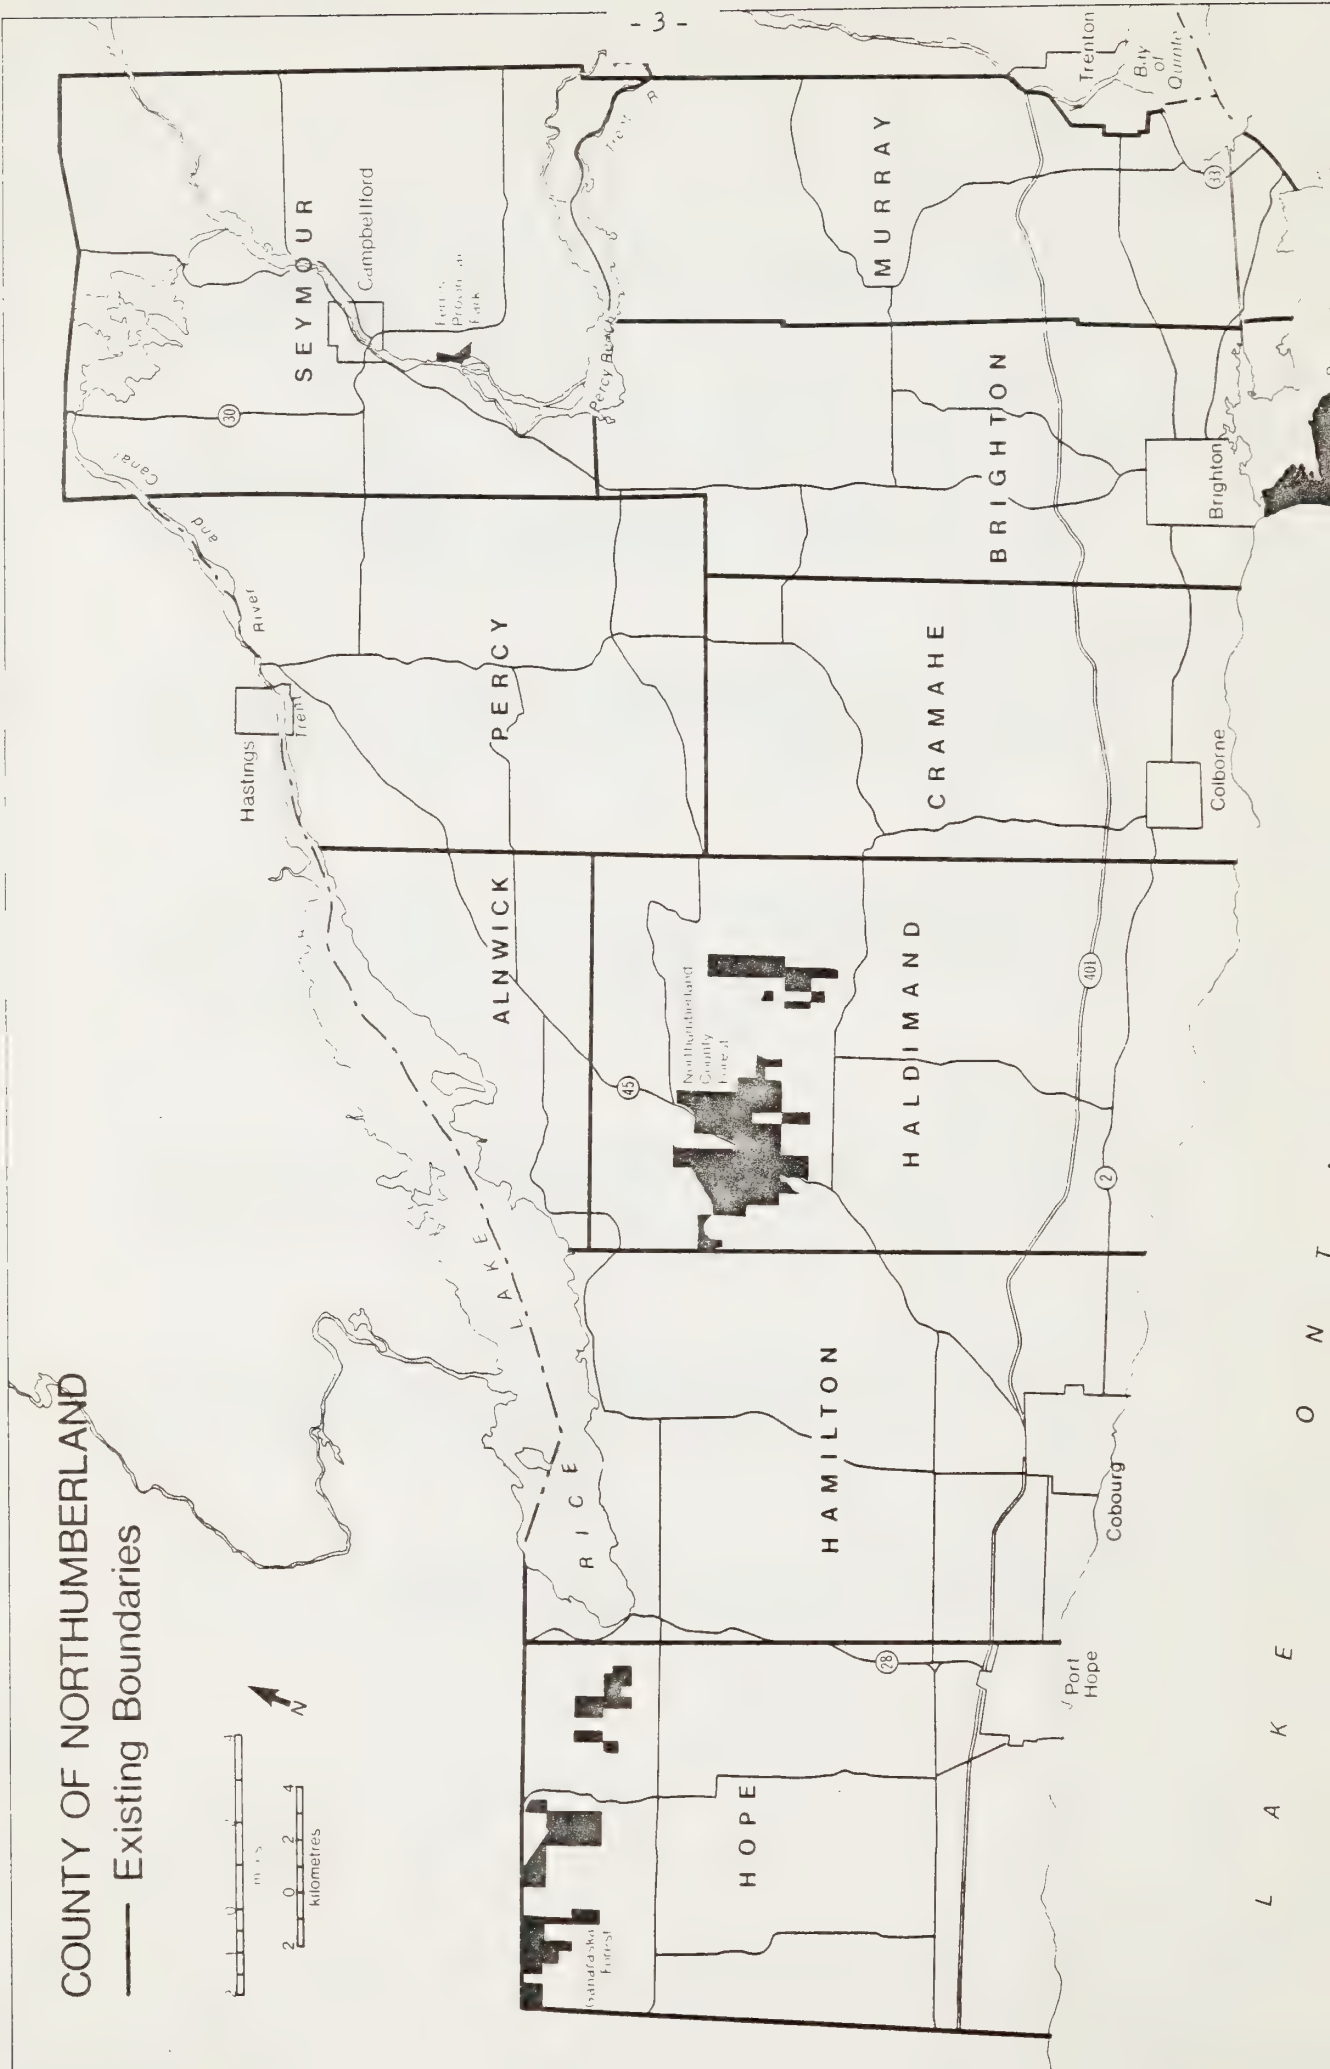 - 3 -
COUNTY OF NORTHUMBERLAND
Existing Boundaries
2 0 2 4
kilometres
N
SEYMOUR
Campbellford
Park
30
Percy Reach
Trent
River
and
Canal
Hastings
PERCY
ALNWICK
MURRAY
Trenton
Bay
of
Quinte
33
BRIGHTON
Brighton
CRAMAHE
Colborne
HALDIMAND
Northumberland
County
Forest
45
401
2
RICE LAKE
HAMILTON
Cobourg
28
Port
Hope
HOPE
Ganaraska
Forest
LAKE ONT